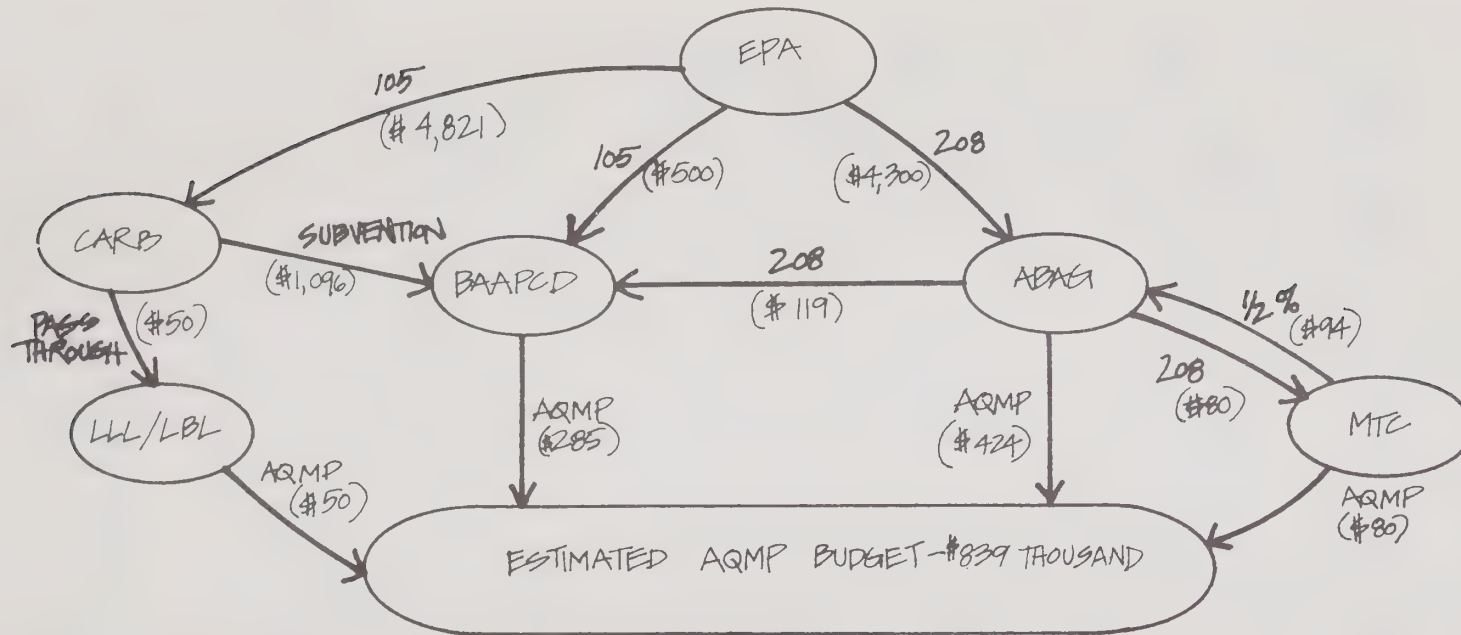 EPA
105
($4,821)
105
($500)
208
($4,300)
CARB
SUBVENTION
($1,096)
BAAPCD
208
($119)
ABAG
1/2 %
($94)
PASS
THROUGH
($50)
208
($80)
LLL/LBL
AQMP
($285)
AQMP
($424)
MTC
AQMP
($50)
AQMP
($80)
ESTIMATED AQMP BUDGET-$839 THOUSAND